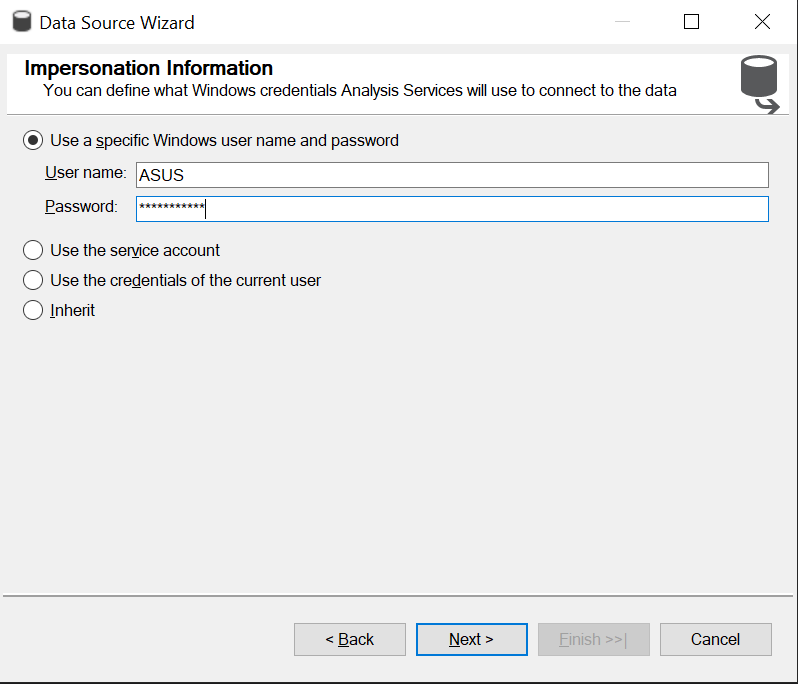 Data Source Wizard
Impersonation Information
You can define what Windows credentials Analysis Services will use to connect to the data
Use a specific Windows user name and password
User name: ASUS
Password: ***********
Use the service account
Use the credentials of the current user
Inherit
< Back Next > Finish >>| Cancel